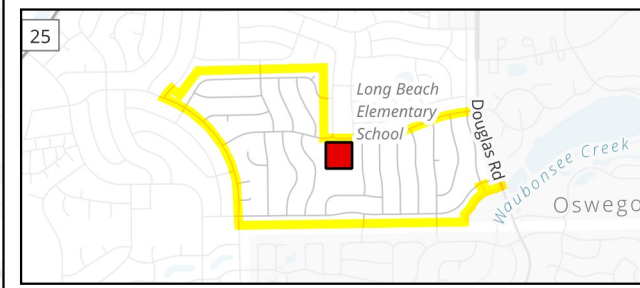 25
Long Beach
Elementary
School
Douglas Rd
Waubonsee Creek
Oswego